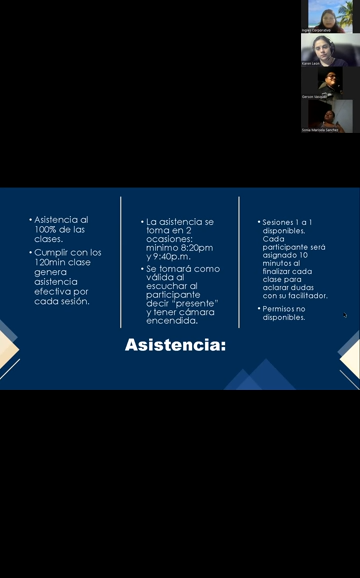 Karen Leon
• Asistencia al
100% de las
clases.
• Cumplir con los
120min clase
genera
asistencia
efectiva por
cada sesión.
• La asistencia se
toma en 2
ocasiones:
mínimo 8:20pm
y 9:40p.m.
• Se tomará como
válida al
escuchar al
participante
decir “presente”
y tener cámara
encendida.
• Sesiones 1 a 1
disponibles.
Cada
participante será
asignado 10
minutos al
finalizar cada
clase para
aclarar dudas
con su facilitador.
• Permisos no
disponibles.
Asistencia: